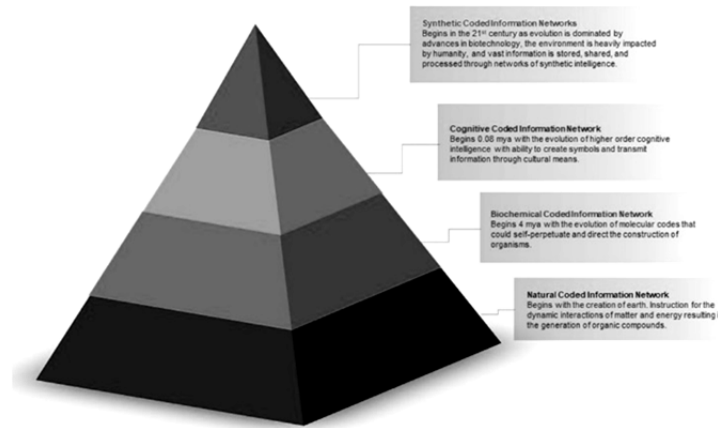 Synthetic Coded Information Networks
Begins in the 21st century as evolution is dominated by
advances in biotechnology, the environment is heavily impacted
by humanity, and vast information is stored, shared, and
processed through networks of synthetic intelligence.
Cognitive Coded Information Network
Begins 0.08 mya with the evolution of higher order cognitive
intelligence with ability to create symbols and transmit
information through cultural means.
Biochemical Coded Information Network
Begins 4 mya with the evolution of molecular codes that
could self-perpetuate and direct the construction of
organisms.
Natural Coded Information Network
Begins with the creation of earth. Instruction for the
dynamic interactions of matter and energy resulting i
the generation of organic compounds.